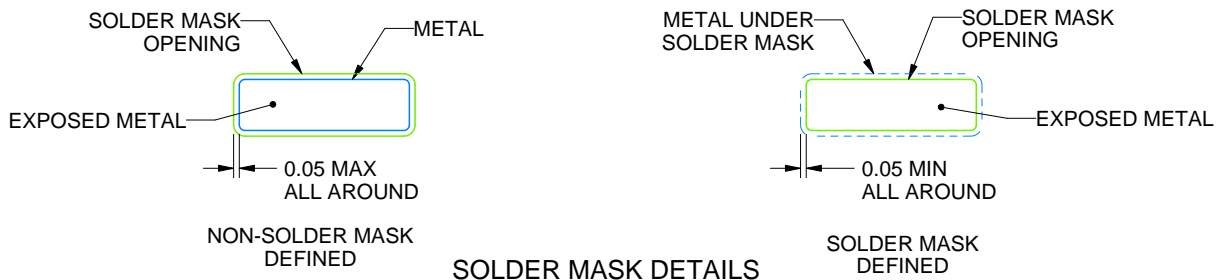 SOLDER MASK
OPENING
METAL
EXPOSED METAL
0.05 MAX
ALL AROUND
NON-SOLDER MASK
DEFINED
METAL UNDER
SOLDER MASK
SOLDER MASK
OPENING
EXPOSED METAL
0.05 MIN
ALL AROUND
SOLDER MASK
DEFINED
SOLDER MASK DETAILS